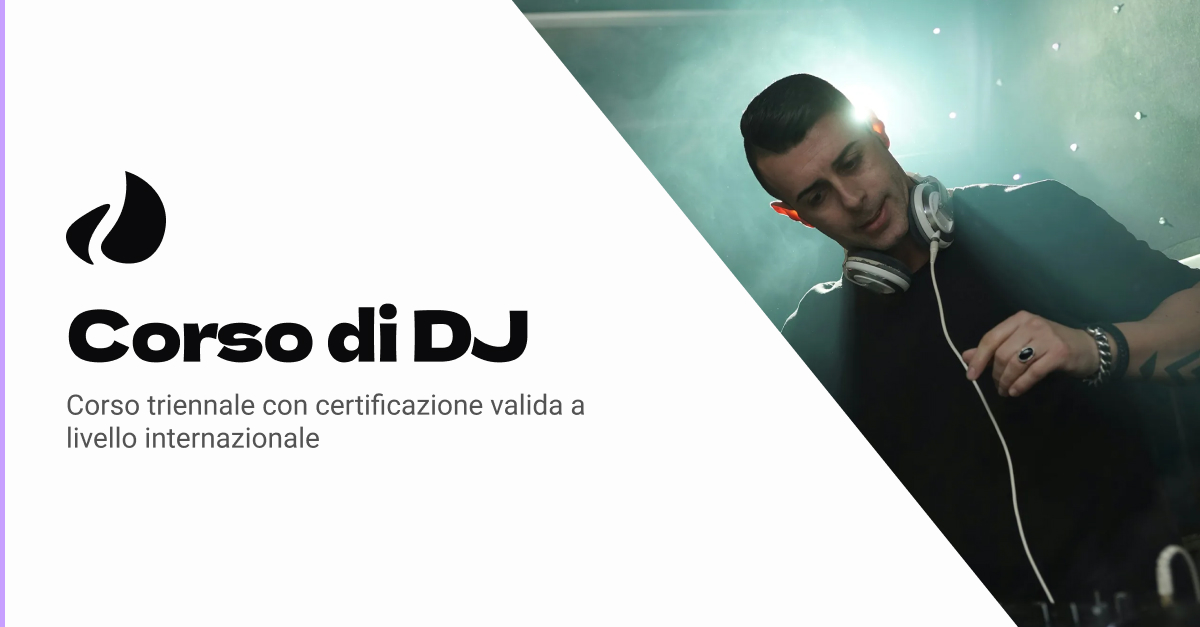 Corso di DJ
Corso triennale con certificazione valida a
livello internazionale